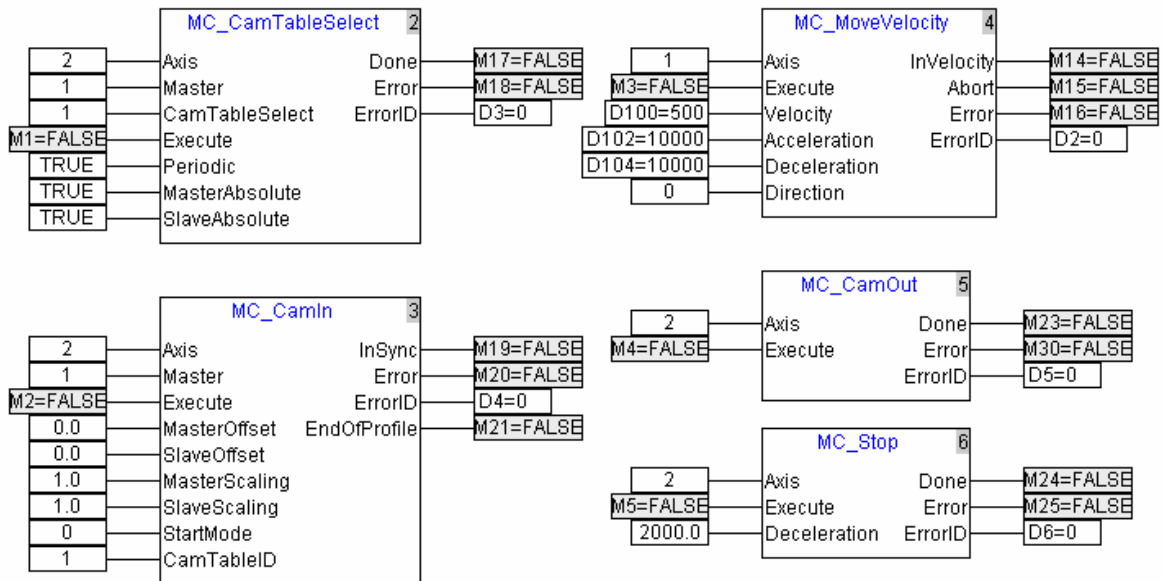 MC_CamTableSelect 2
2 Axis Done M17=FALSE
1 Master Error M18=FALSE
1 CamTableSelect ErrorID D3=0
M1=FALSE Execute
TRUE Periodic
TRUE MasterAbsolute
TRUE SlaveAbsolute
MC_MoveVelocity 4
1 Axis InVelocity M14=FALSE
M3=FALSE Execute Abort M15=FALSE
D100=500 Velocity Error M16=FALSE
D102=10000 Acceleration ErrorID D2=0
D104=10000 Deceleration
0 Direction
MC_CamIn 3
2 Axis InSync M19=FALSE
1 Master Error M20=FALSE
M2=FALSE Execute ErrorID D4=0
0.0 MasterOffset EndOfProfile M21=FALSE
0.0 SlaveOffset
1.0 MasterScaling
1.0 SlaveScaling
0 StartMode
1 CamTableID
MC_CamOut 5
2 Axis Done M23=FALSE
M4=FALSE Execute Error M30=FALSE
ErrorID D5=0
MC_Stop 6
2 Axis Done M24=FALSE
M5=FALSE Execute Error M25=FALSE
2000.0 Deceleration ErrorID D6=0